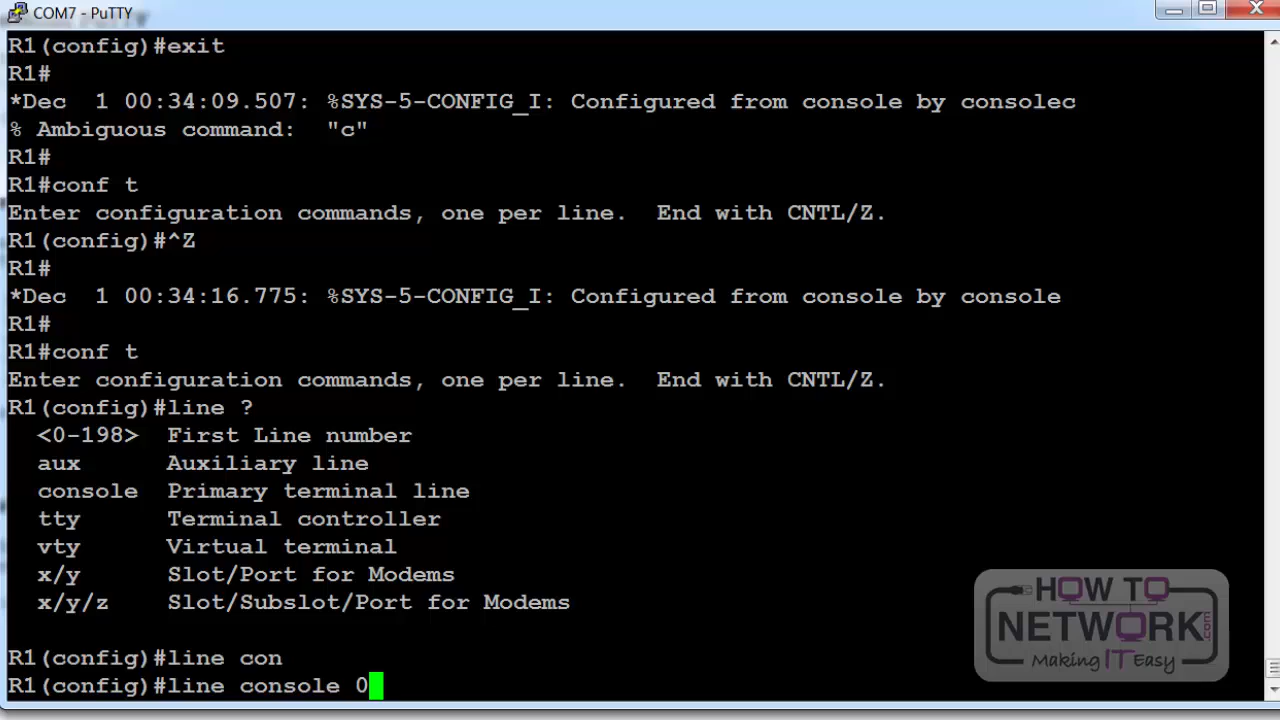 COM7 - PuTTY
R1(config)#exit
R1#
*Dec  1 00:34:09.507: %SYS-5-CONFIG_I: Configured from console by consolec
% Ambiguous command:  "c"
R1#
R1#conf t
Enter configuration commands, one per line.  End with CNTL/Z.
R1(config)#^Z
R1#
*Dec  1 00:34:16.775: %SYS-5-CONFIG_I: Configured from console by console
R1#
R1#conf t
Enter configuration commands, one per line.  End with CNTL/Z.
R1(config)#line ?
  <0-198>  First Line number
  aux      Auxiliary line
  console  Primary terminal line
  tty      Terminal controller
  vty      Virtual terminal
  x/y      Slot/Port for Modems
  x/y/z    Slot/Subslot/Port for Modems
R1(config)#line con
R1(config)#line console 0
HOW TO
NETWORK.com
Making IT Easy